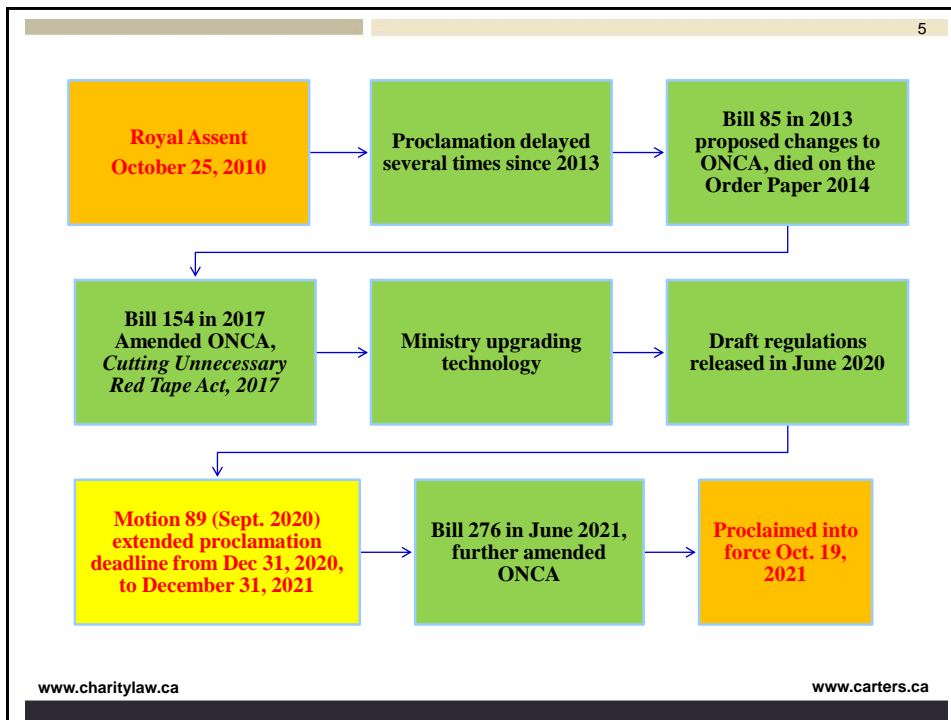 5
Royal Assent
October 25, 2010
Proclamation delayed
several times since 2013
Bill 85 in 2013
proposed changes to
ONCA, died on the
Order Paper 2014
Bill 154 in 2017
Amended ONCA,
Cutting Unnecessary
Red Tape Act, 2017
Ministry upgrading
technology
Draft regulations
released in June 2020
Motion 89 (Sept. 2020)
extended proclamation
deadline from Dec 31, 2020,
to December 31, 2021
Bill 276 in June 2021,
further amended
ONCA
Proclaimed into
force Oct. 19,
2021
www.charitylaw.ca
www.carters.ca